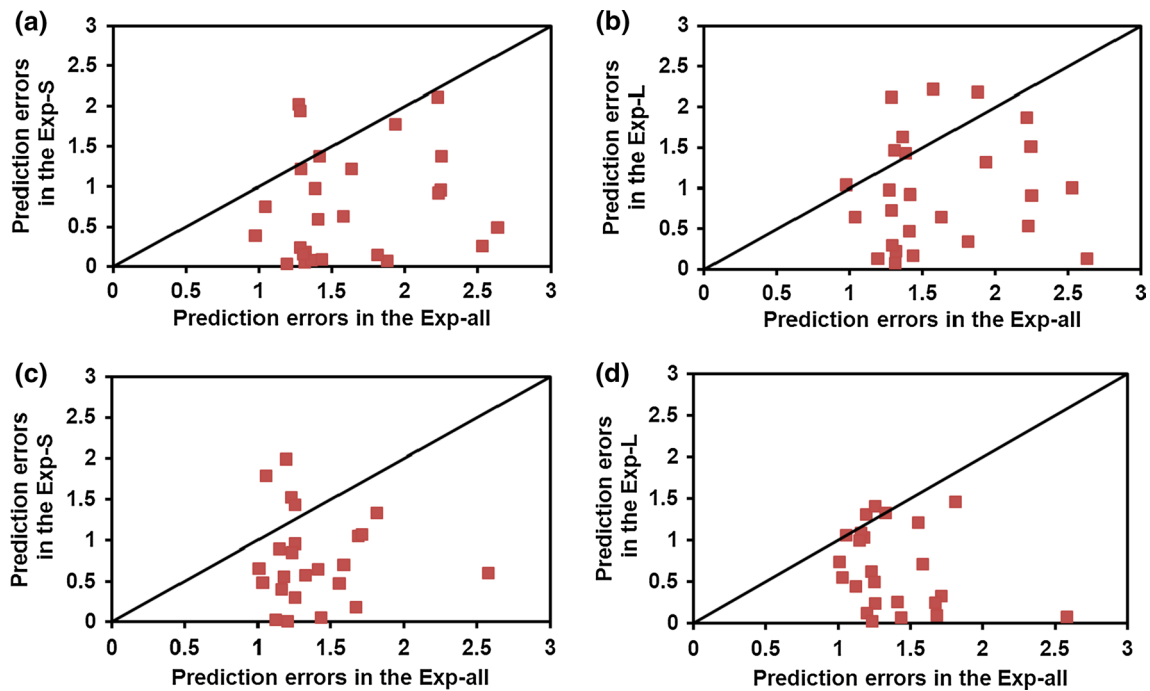 (a)
3
2.5
2
1.5
1
0.5
0
Prediction errors
in the Exp-S
0 0.5 1 1.5 2 2.5 3
Prediction errors in the Exp-all
(b)
3
2.5
2
1.5
1
0.5
0
Prediction errors
in the Exp-L
0 0.5 1 1.5 2 2.5 3
Prediction errors in the Exp-all
(c)
3
2.5
2
1.5
1
0.5
0
Prediction errors
in the Exp-S
0 0.5 1 1.5 2 2.5 3
Prediction errors in the Exp-all
(d)
3
2.5
2
1.5
1
0.5
0
Prediction erors
in the Exp-L
0 0.5 1 1.5 2 2.5 3
Prediction errors in the Exp-all